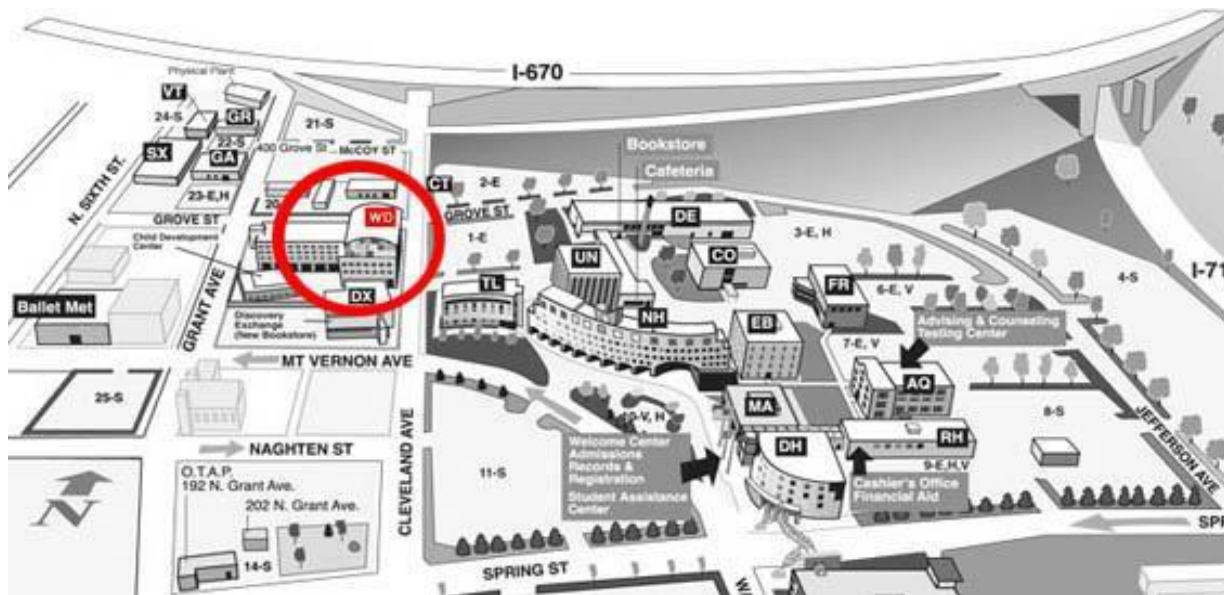 I-670
Physical Plant
VT
24-S
GR
22-S
SX
GA
21-S
400 Grove St
McCOY ST
N. SIXTH ST.
23-E,H
GROVE ST
Child Development
Center
WD
CT
2-E
GROVE ST
1-E
Bookstore
Cafeteria
DE
3-E, H
UN
CO
FR
6-E, V
4-S
I-71
Ballet Met
GRANT AVE
DX
Discovery
Exchange
(New Bookstore)
TL
NH
EB
Advising & Counseling
Testing Center
7-E, V
AQ
MT VERNON AVE
25-S
NAGHTEN ST
CLEVELAND AVE
10-V, H
MA
DH
RH
8-S
JEFFERSON AVE
Welcome Center
Admissions
Records &
Registration
Student Assistance
Center
9-E,H,V
Cashier's Office
Financial Aid
11-S
N
O.T.A.P.
192 N. Grant Ave.
202 N. Grant Ave.
14-S
SPRING ST